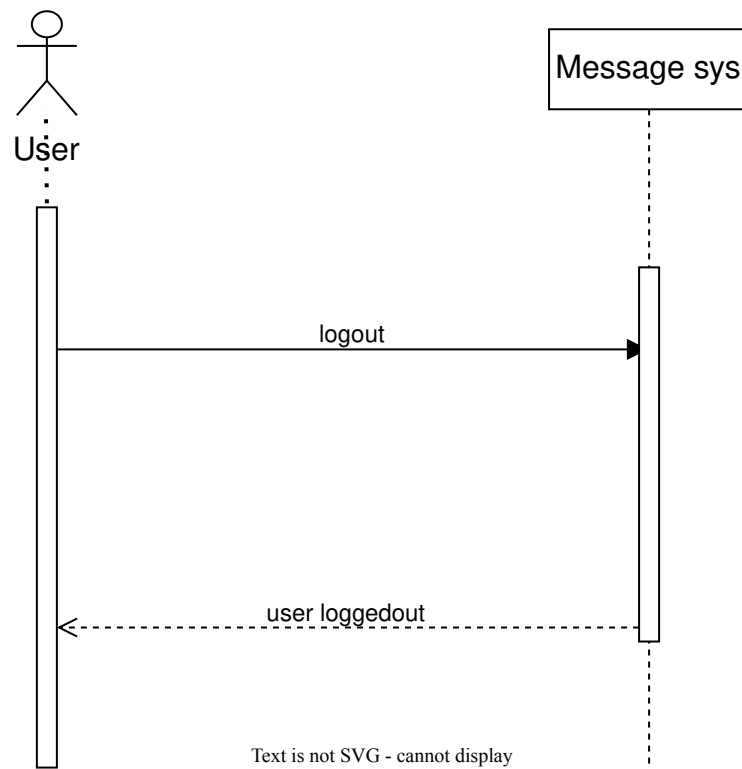 Message sys
User
logout
user loggedout
Text is not SVG - cannot display